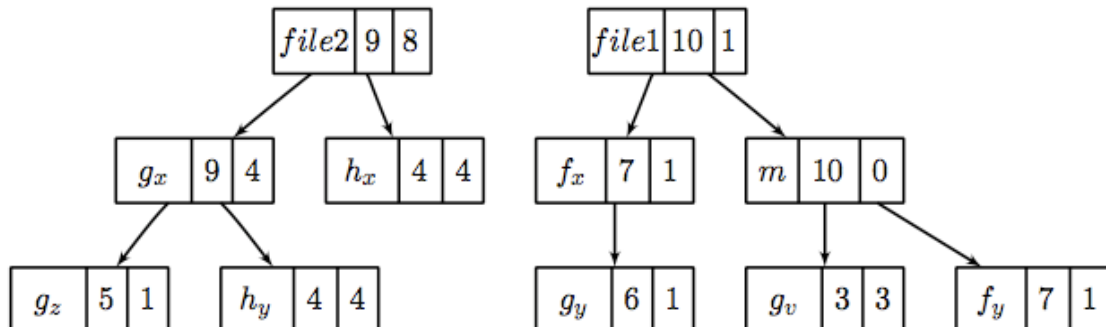 file2 9 8 file1 10 1
g_x 9 4 h_x 4 4 f_x 7 1 m 10 0
g_z 5 1 h_y 4 4 g_y 6 1 g_v 3 3 f_y 7 1